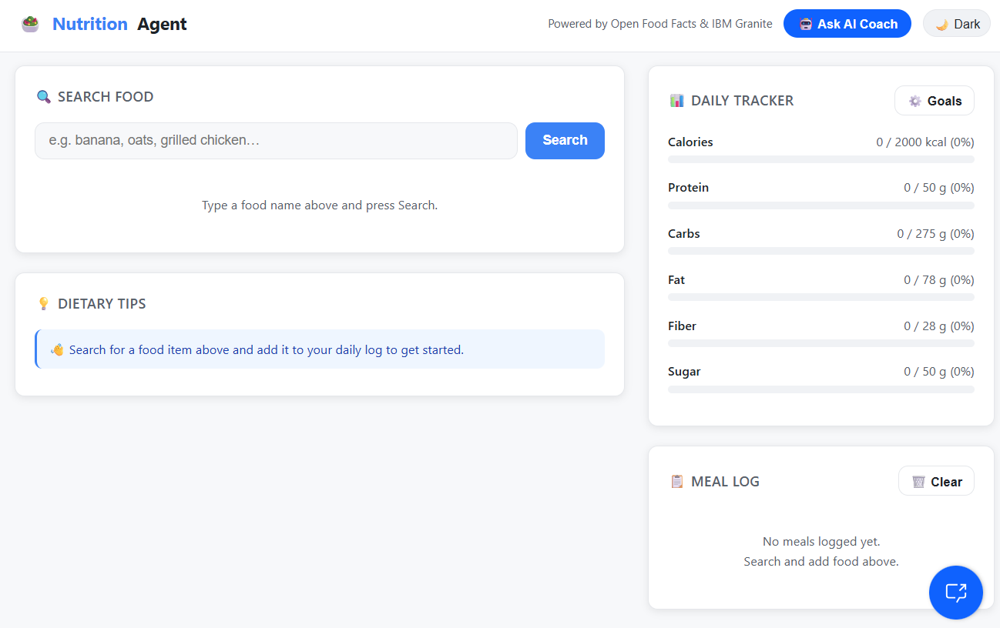 Nutrition Agent
Powered by Open Food Facts & IBM Granite
Ask AI Coach
Dark
SEARCH FOOD
e.g. banana, oats, grilled chicken…
Search
Type a food name above and press Search.
DIETARY TIPS
Search for a food item above and add it to your daily log to get started.
DAILY TRACKER
Goals
Calories 0 / 2000 kcal (0%)
Protein 0 / 50 g (0%)
Carbs 0 / 275 g (0%)
Fat 0 / 78 g (0%)
Fiber 0 / 28 g (0%)
Sugar 0 / 50 g (0%)
MEAL LOG
Clear
No meals logged yet.
Search and add food above.